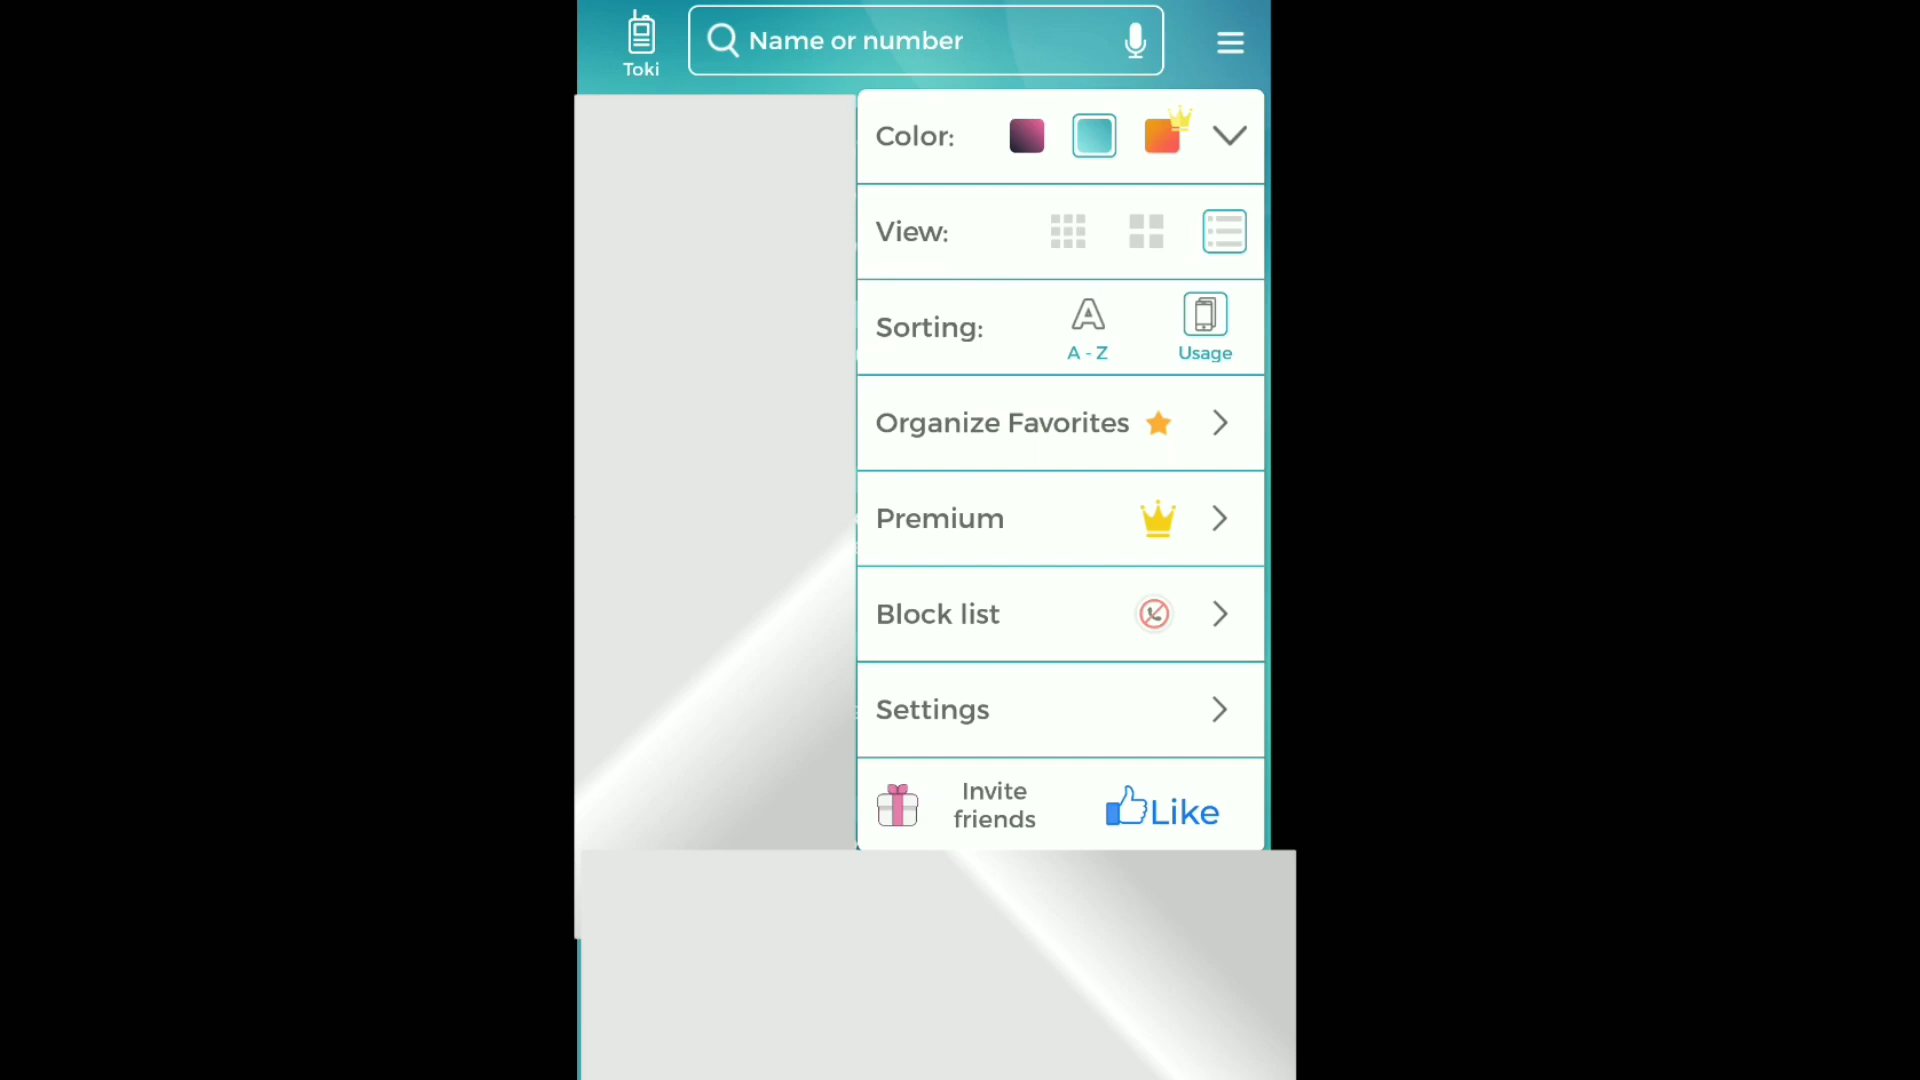 Toki
Name or number
Color:
View:
Sorting:
A - Z
Usage
Organize Favorites
Premium
Block list
Settings
Invite
friends
Like